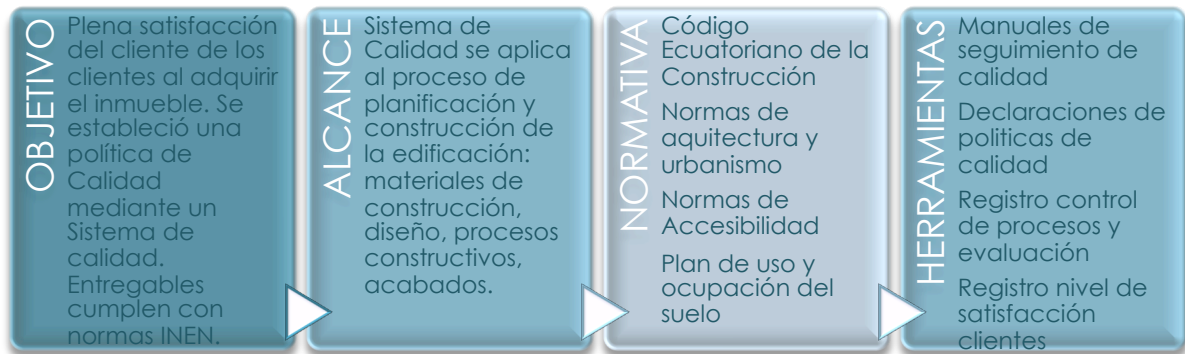 OBJETIVO
Plena satisfacción
del cliente de los
clientes al adquirir
el inmueble. Se
estableció una
política de
Calidad
mediante un
Sistema de
calidad.
Entregables
cumplen con
normas INEN.
ALCANCE
Sistema de
Calidad se aplica
al proceso de
planificación y
construcción de
la edificación:
materiales de
construcción,
diseño, procesos
constructivos,
acabados.
NORMATIVA
Código
Ecuatoriano de la
Construcción
Normas de
aquitectura y
urbanismo
Normas de
Accesibilidad
Plan de uso y
ocupación del
suelo
HERRAMIENTAS
Manuales de
seguimiento de
calidad
Declaraciones de
politicas de
calidad
Registro control
de procesos y
evaluación
Registro nivel de
satisfacción
clientes